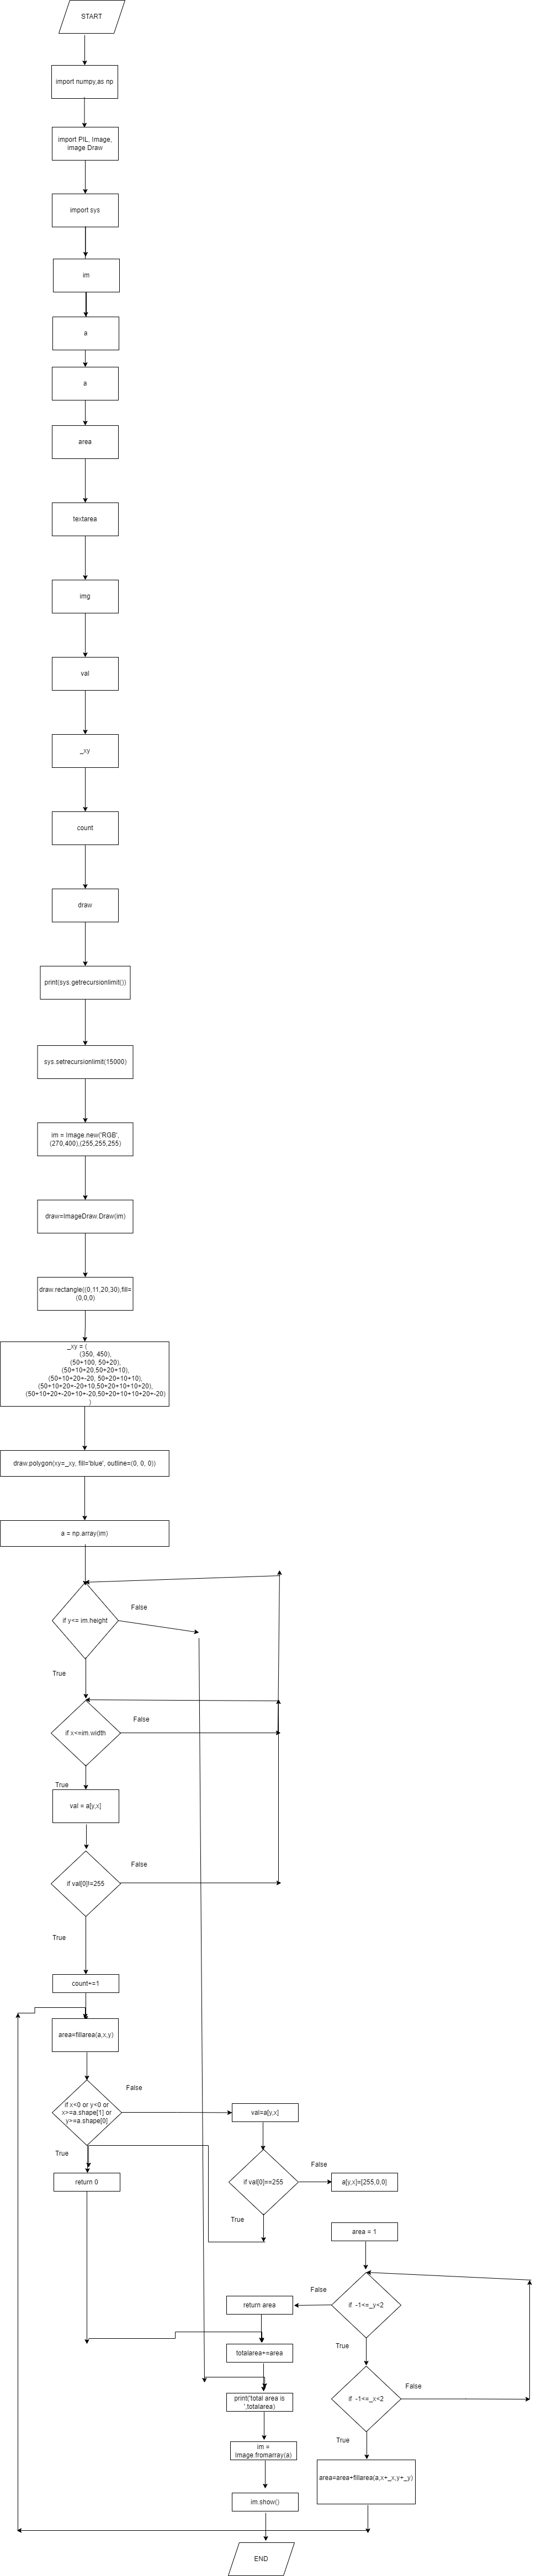 START
import numpy,as np
import PIL, Image,
image Draw
import sys
im
a
a
area
textarea
img
val
_xy
count
draw
print(sys.getrecursionlimit())
sys.setrecursionlimit(15000)
im = Image.new('RGB',
(270,400),(255,255,255)
draw=ImageDraw.Draw(im)
draw.rectangle((0,11,20,30),fill=
(0,0,0)
_xy = (
(350, 450),
(50+100, 50+20),
(50+10+20,50+20+10),
(50+10+20+-20, 50+20+10+10),
(50+10+20+-20+10,50+20+10+10+20),
(50+10+20+-20+10+-20,50+20+10+10+20+-20)
)
draw.polygon(xy=_xy, fill='blue', outline=(0, 0, 0))
a = np.array(im)
if y<= im.height
False
True
if x<=im.width
False
True
val = a[y,x]
if val[0]!=255
False
True
count+=1
area=fillarea(a,x,y)
if x<0 or y<0 or
x>=a.shape[1] or
y>=a.shape[0]
False
True
return 0
val=a[y,x]
if val[0]==255
False
True
a[y,x]=[255,0,0]
area = 1
if -1<=_y<2
False
True
return area
totalarea+=area
if -1<=_x<2
False
True
print('total area is
',totalarea)
im =
Image.fromarray(a)
area=area+fillarea(a,x+_x,y+_y)
im.show()
END